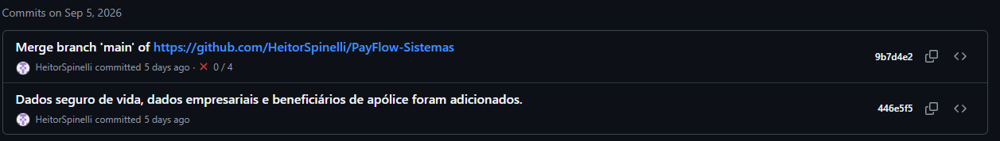 Commits on Sep 5, 2026
Merge branch 'main' of https://github.com/HeitorSpinelli/PayFlow-Sistemas
9b7d4e2
HeitorSpinelli committed 5 days ago · 0 / 4
Dados seguro de vida, dados empresariais e beneficiários de apólice foram adicionados.
446e5f5
HeitorSpinelli committed 5 days ago